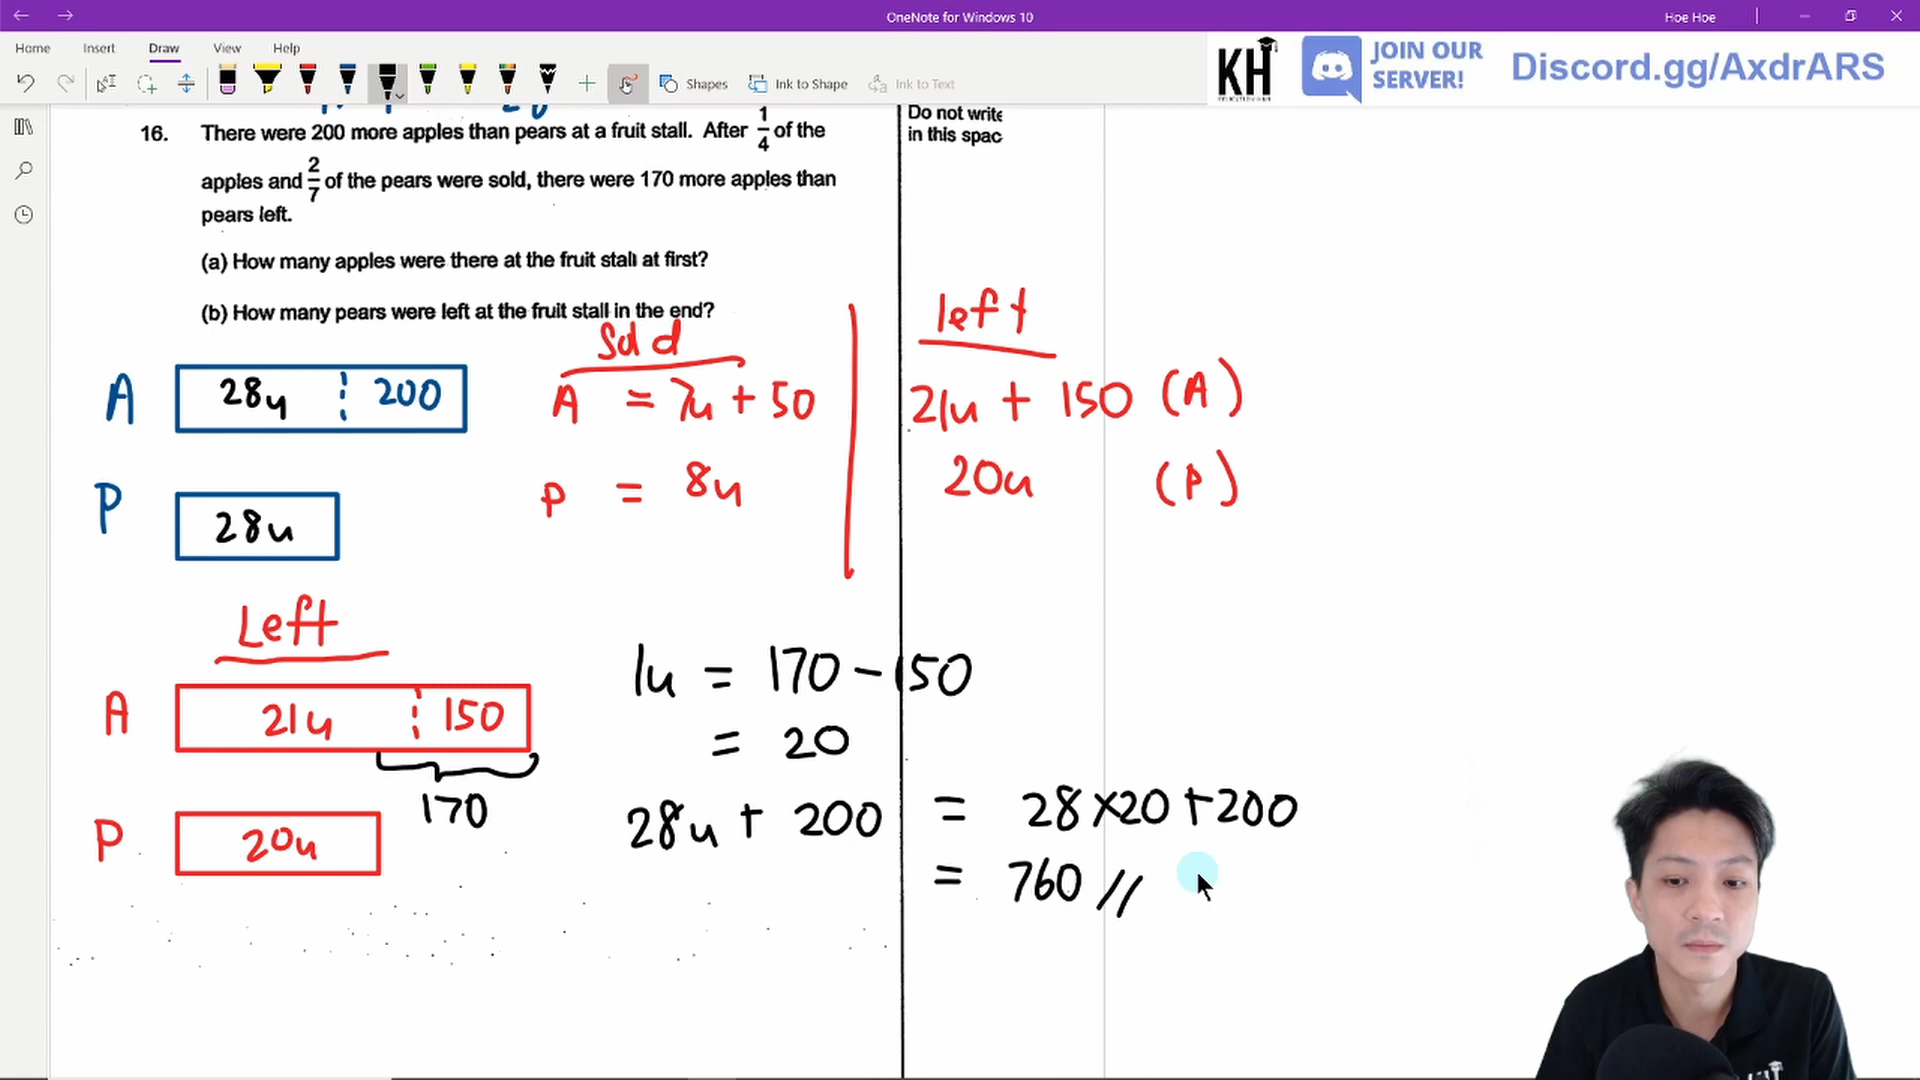 OneNote for Windows 10
Hoe Hoe
Home Insert Draw View Help
Shapes Ink to Shape Ink to Text
KH
JOIN OUR
SERVER!
Discord.gg/AxdrARS
16. There were 200 more apples than pears at a fruit stall. After 1/4 of the
apples and 2/7 of the pears were sold, there were 170 more apples than
pears left.
(a) How many apples were there at the fruit stall at first?
(b) How many pears were left at the fruit stall in the end?
Do not write
in this spac
A 28u 200
P 28u
Sold
A = 7u + 50
P = 8u
left
21u + 150 (A)
20u (P)
Left
A 21u 150
170
P 20u
1u = 170 - 150
= 20
28u + 200 = 28 × 20 + 200
= 760 //